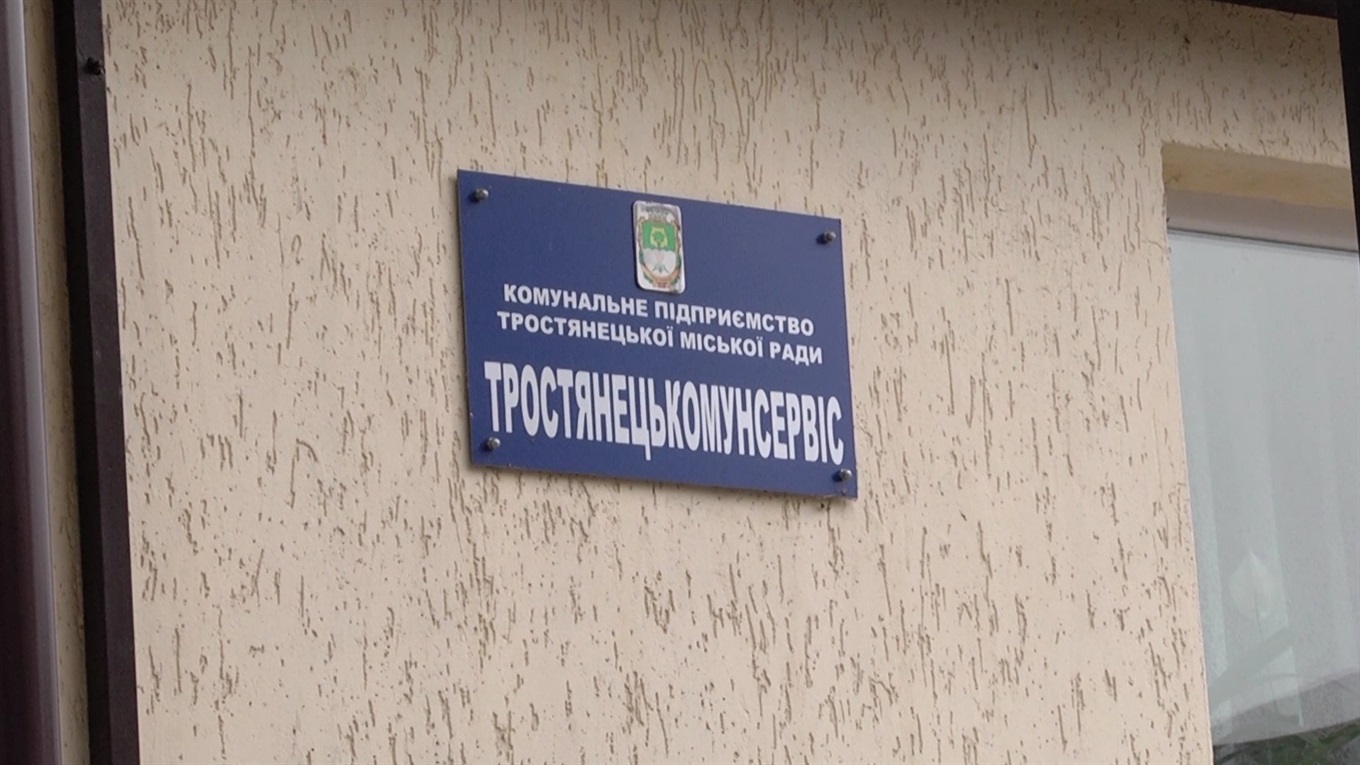 КОМУНАЛЬНЕ ПІДПРИЄМСТВО
ТРОСТЯНЕЦЬКОЇ МІСЬКОЇ РАДИ
ТРОСТЯНЕЦЬКОМУНСЕРВІС